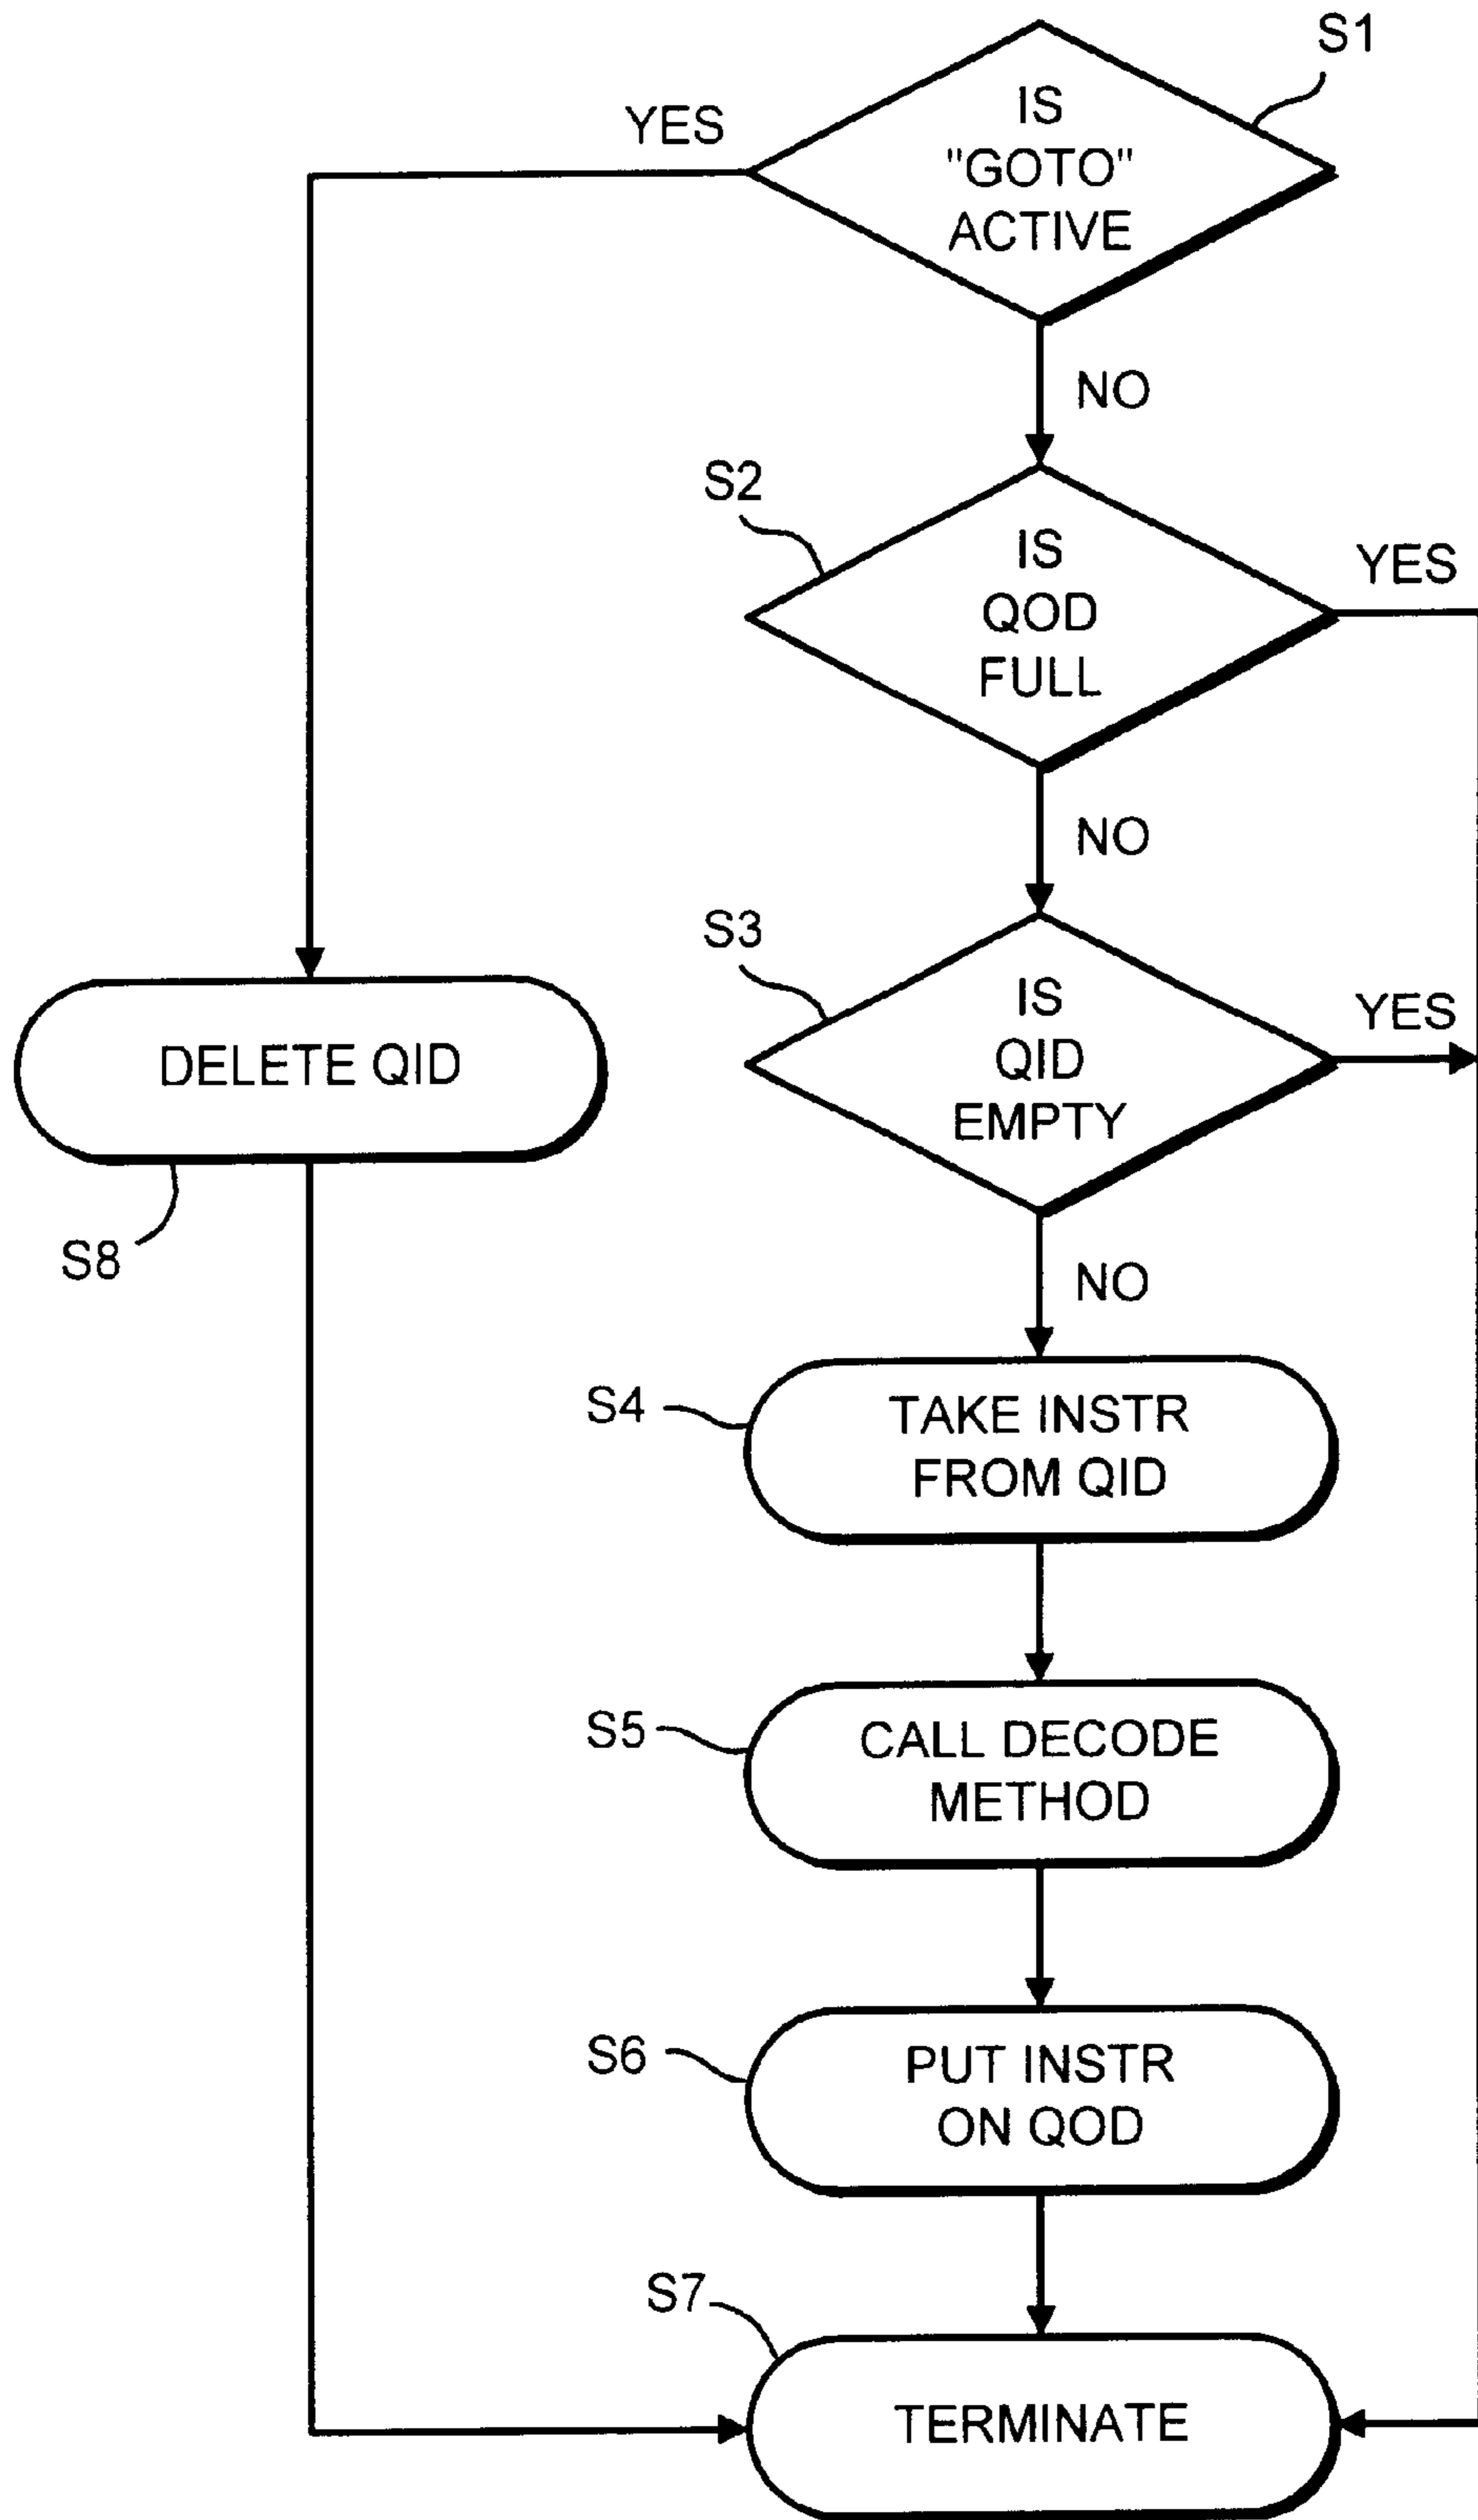 S1
IS
"GOTO"
ACTIVE
YES
NO
S2
IS
QOD
FULL
YES
NO
S3
IS
QID
EMPTY
YES
DELETE QID
S8
NO
S4
TAKE INSTR
FROM QID
S5
CALL DECODE
METHOD
S6
PUT INSTR
ON QOD
S7
TERMINATE